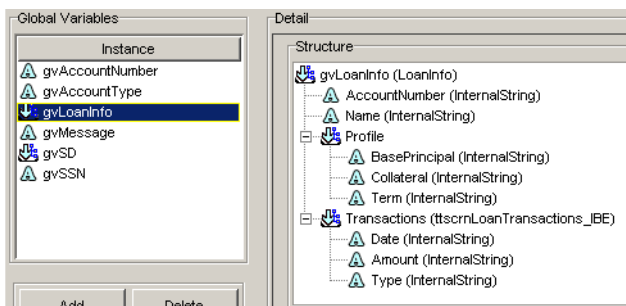 Global Variables
Instance
gvAccountNumber
gvAccountType
gvLoanInfo
gvMessage
gvSD
gvSSN
Add Delete
Detail
Structure
gvLoanInfo (LoanInfo)
AccountNumber (InternalString)
Name (InternalString)
Profile
BasePrincipal (InternalString)
Collateral (InternalString)
Term (InternalString)
Transactions (ttscrnLoanTransactions_IBE)
Date (InternalString)
Amount (InternalString)
Type (InternalString)